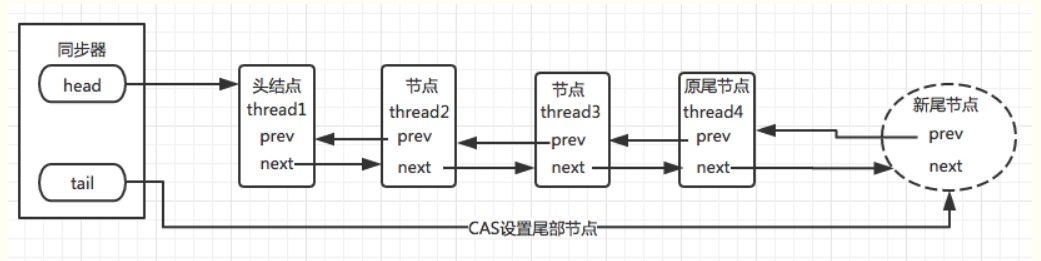 同步器
head
tail
头结点
thread1
prev
next
节点
thread2
prev
next
节点
thread3
prev
next
原尾节点
thread4
prev
next
新尾节点
prev
next
CAS设置尾部节点